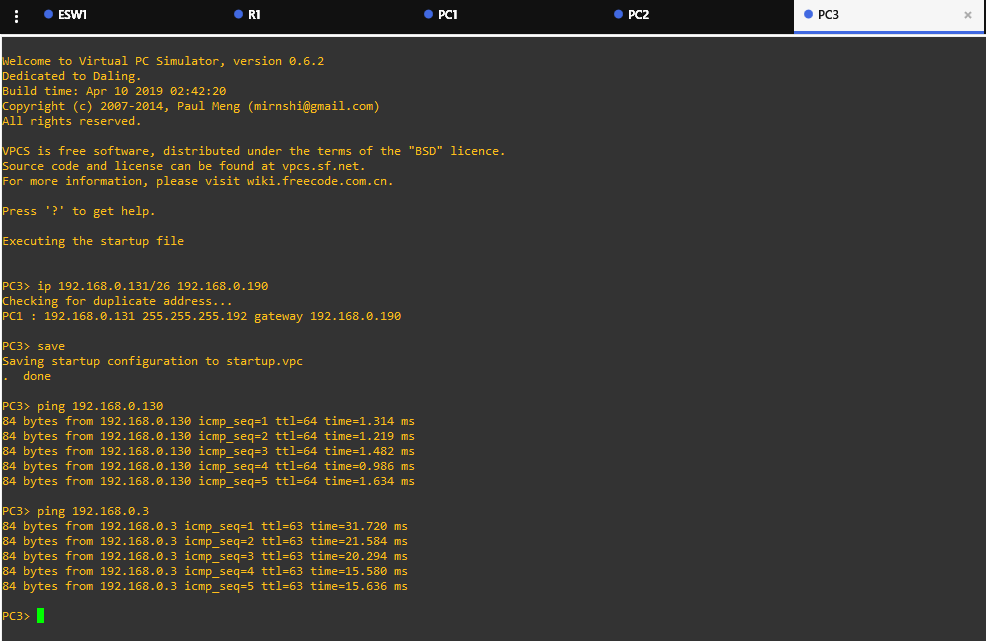 ESW1 R1 PC1 PC2 PC3 ×
Welcome to Virtual PC Simulator, version 0.6.2
Dedicated to Daling.
Build time: Apr 10 2019 02:42:20
Copyright (c) 2007-2014, Paul Meng (mirnshi@gmail.com)
All rights reserved.
VPCS is free software, distributed under the terms of the "BSD" licence.
Source code and license can be found at vpcs.sf.net.
For more information, please visit wiki.freecode.com.cn.
Press '?' to get help.
Executing the startup file
PC3> ip 192.168.0.131/26 192.168.0.190
Checking for duplicate address...
PC1 : 192.168.0.131 255.255.255.192 gateway 192.168.0.190
PC3> save
Saving startup configuration to startup.vpc
.  done
PC3> ping 192.168.0.130
84 bytes from 192.168.0.130 icmp_seq=1 ttl=64 time=1.314 ms
84 bytes from 192.168.0.130 icmp_seq=2 ttl=64 time=1.219 ms
84 bytes from 192.168.0.130 icmp_seq=3 ttl=64 time=1.482 ms
84 bytes from 192.168.0.130 icmp_seq=4 ttl=64 time=0.986 ms
84 bytes from 192.168.0.130 icmp_seq=5 ttl=64 time=1.634 ms
PC3> ping 192.168.0.3
84 bytes from 192.168.0.3 icmp_seq=1 ttl=63 time=31.720 ms
84 bytes from 192.168.0.3 icmp_seq=2 ttl=63 time=21.584 ms
84 bytes from 192.168.0.3 icmp_seq=3 ttl=63 time=20.294 ms
84 bytes from 192.168.0.3 icmp_seq=4 ttl=63 time=15.580 ms
84 bytes from 192.168.0.3 icmp_seq=5 ttl=63 time=15.636 ms
PC3>